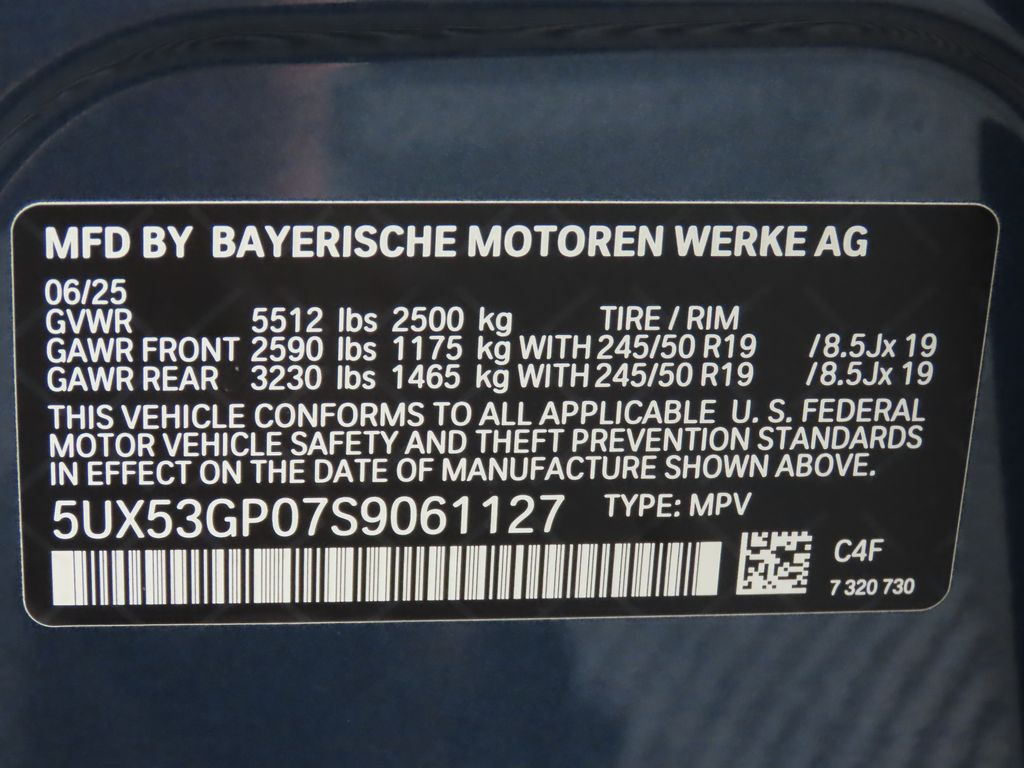 MFD BY BAYERISCHE MOTOREN WERKE AG
06/25
GVWR 5512 lbs 2500 kg TIRE / RIM
GAWR FRONT 2590 lbs 1175 kg WITH 245/50 R19 /8.5Jx 19
GAWR REAR 3230 lbs 1465 kg WITH 245/50 R19 /8.5Jx 19
THIS VEHICLE CONFORMS TO ALL APPLICABLE U. S. FEDERAL
MOTOR VEHICLE SAFETY AND THEFT PREVENTION STANDARDS
IN EFFECT ON THE DATE OF MANUFACTURE SHOWN ABOVE.
5UX53GP07S9061127 TYPE: MPV
C4F
7 320 730